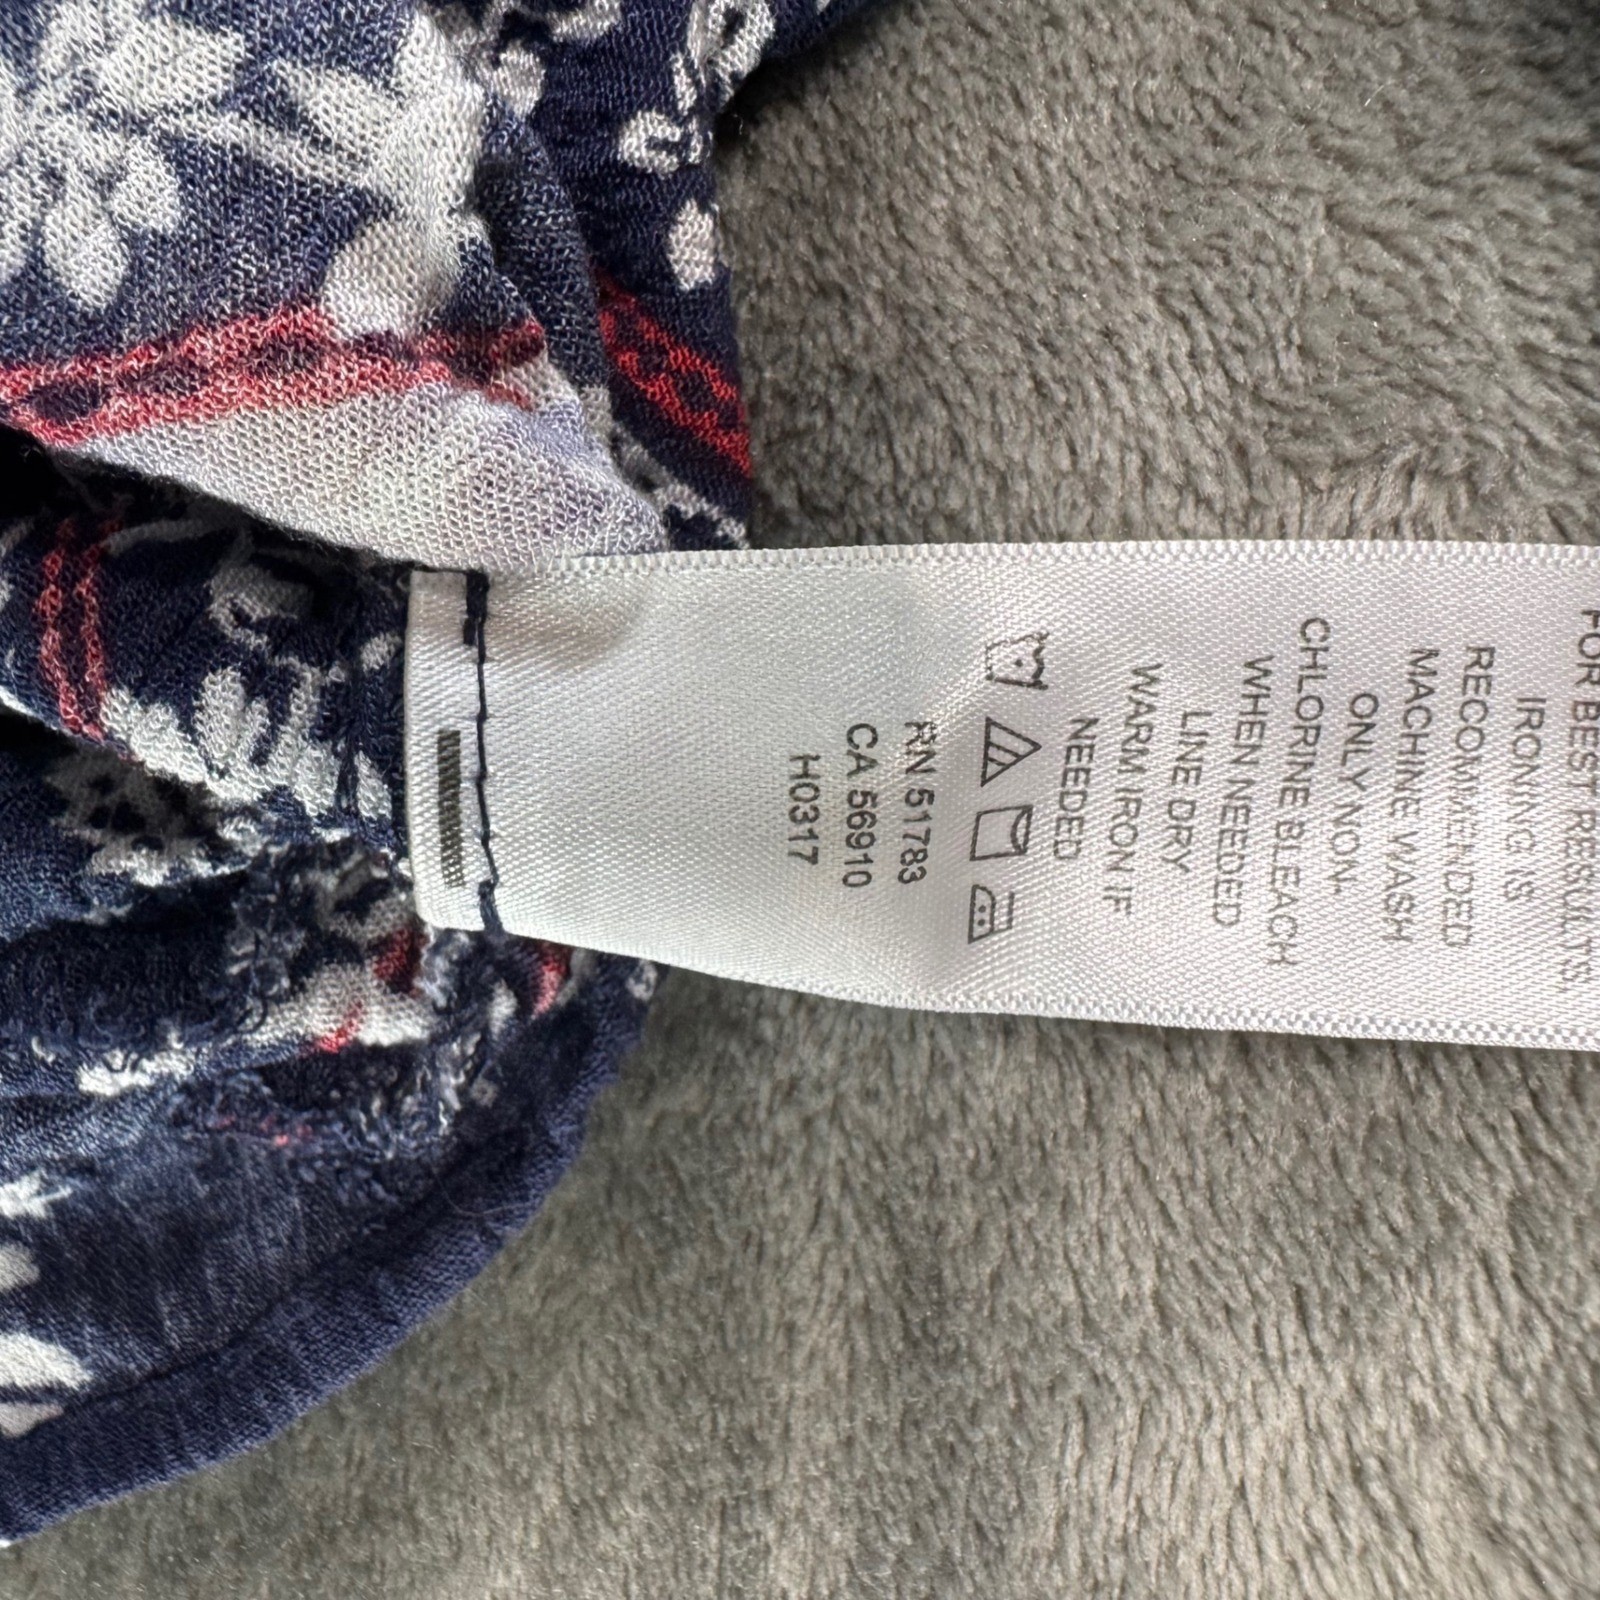 FOR BEST RESULTS,
IRONING IS
RECOMMENDED
MACHINE WASH
ONLY NON-
CHLORINE BLEACH
WHEN NEEDED
LINE DRY
WARM IRON IF
NEEDED
RN 51783
CA 56910
H0317